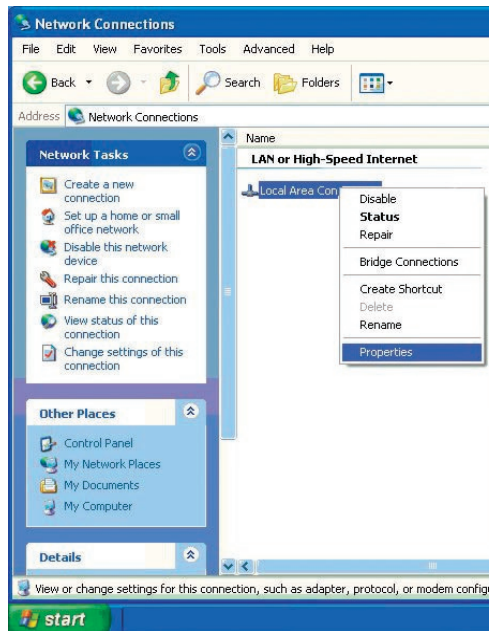 Network Connections
File Edit View Favorites Tools Advanced Help
Back Search Folders
Address Network Connections
Network Tasks
Create a new
connection
Set up a home or small
office network
Disable this network
device
Repair this connection
Rename this connection
View status of this
connection
Change settings of this
connection
Other Places
Control Panel
My Network Places
My Documents
My Computer
Details
Name
LAN or High-Speed Internet
Local Area Con
Disable
Status
Repair
Bridge Connections
Create Shortcut
Delete
Rename
Properties
View or change settings for this connection, such as adapter, protocol, or modem config
start